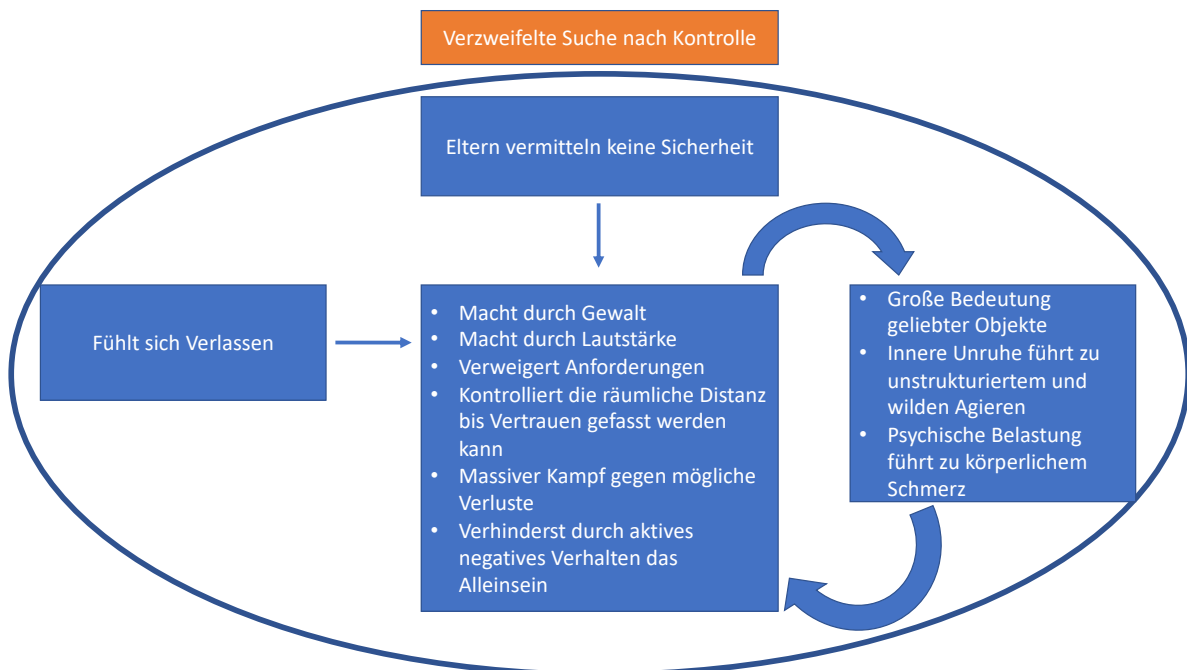 Verzweifelte Suche nach Kontrolle
Eltern vermitteln keine Sicherheit
Fühlt sich Verlassen
• Macht durch Gewalt
• Macht durch Lautstärke
• Verweigert Anforderungen
• Kontrolliert die räumliche Distanz
bis Vertrauen gefasst werden
kann
• Massiver Kampf gegen mögliche
Verluste
• Verhinderst durch aktives
negatives Verhalten das
Alleinsein
• Große Bedeutung
geliebter Objekte
• Innere Unruhe führt zu
unstrukturiertem und
wilden Agieren
• Psychische Belastung
führt zu körperlichem
Schmerz